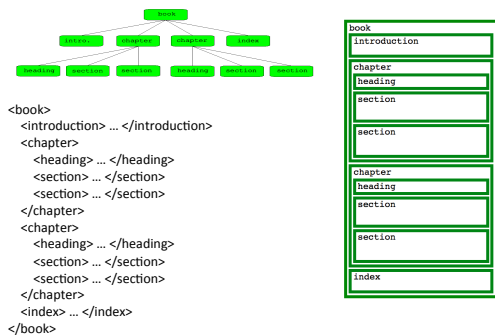 book
intro. chapter chapter index
heading section section heading section section
<book>
<introduction> ... </introduction>
<chapter>
<heading> ... </heading>
<section> ... </section>
<section> ... </section>
</chapter>
<chapter>
<heading> ... </heading>
<section> ... </section>
<section> ... </section>
</chapter>
<index> ... </index>
</book>
book
introduction
chapter
heading
section
section
chapter
heading
section
section
index